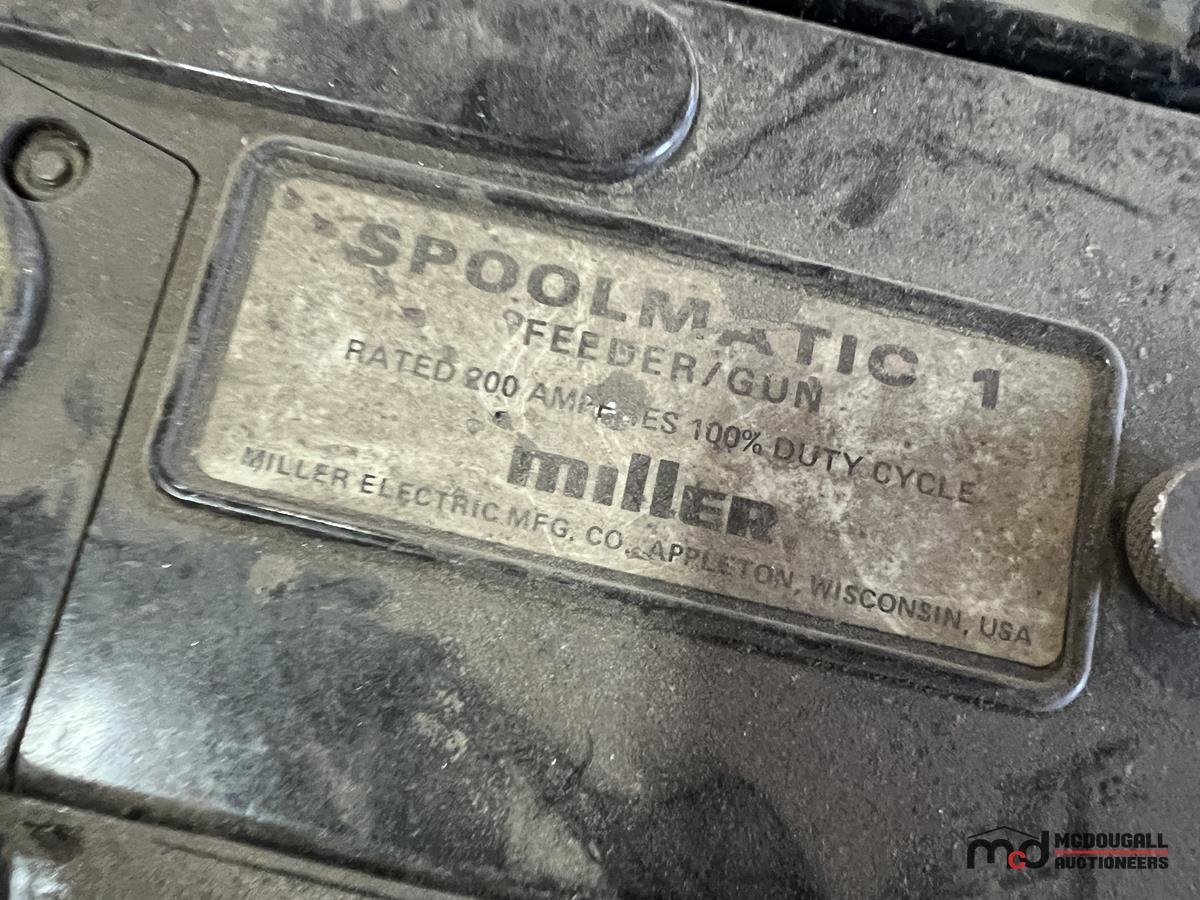 SPOOLMATIC 1
FEEDER/GUN
RATED 200 AMPERES 100% DUTY CYCLE
miller
MILLER ELECTRIC MFG. CO., APPLETON, WISCONSIN, USA
mcd MCDOUGALL
AUCTIONEERS